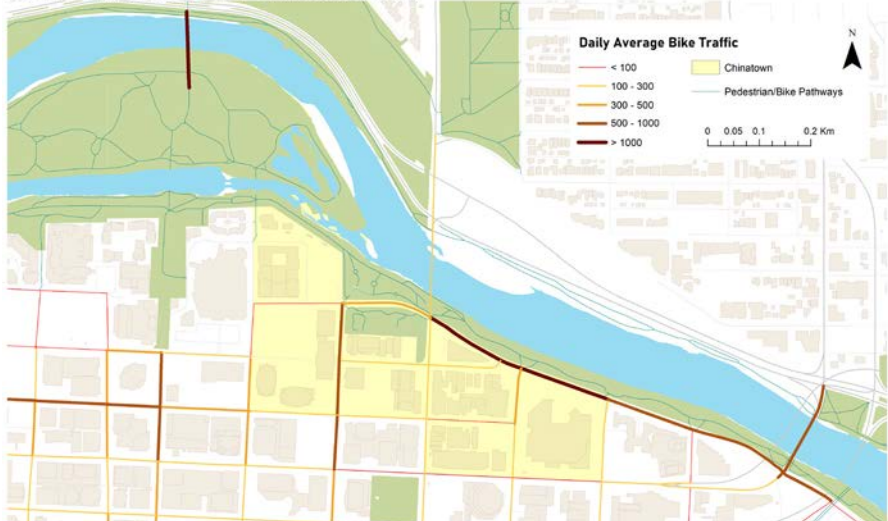 Daily Average Bike Traffic
N
< 100
Chinatown
100 - 300
Pedestrian/Bike Pathways
300 - 500
500 - 1000
> 1000
0 0.05 0.1 0.2 Km